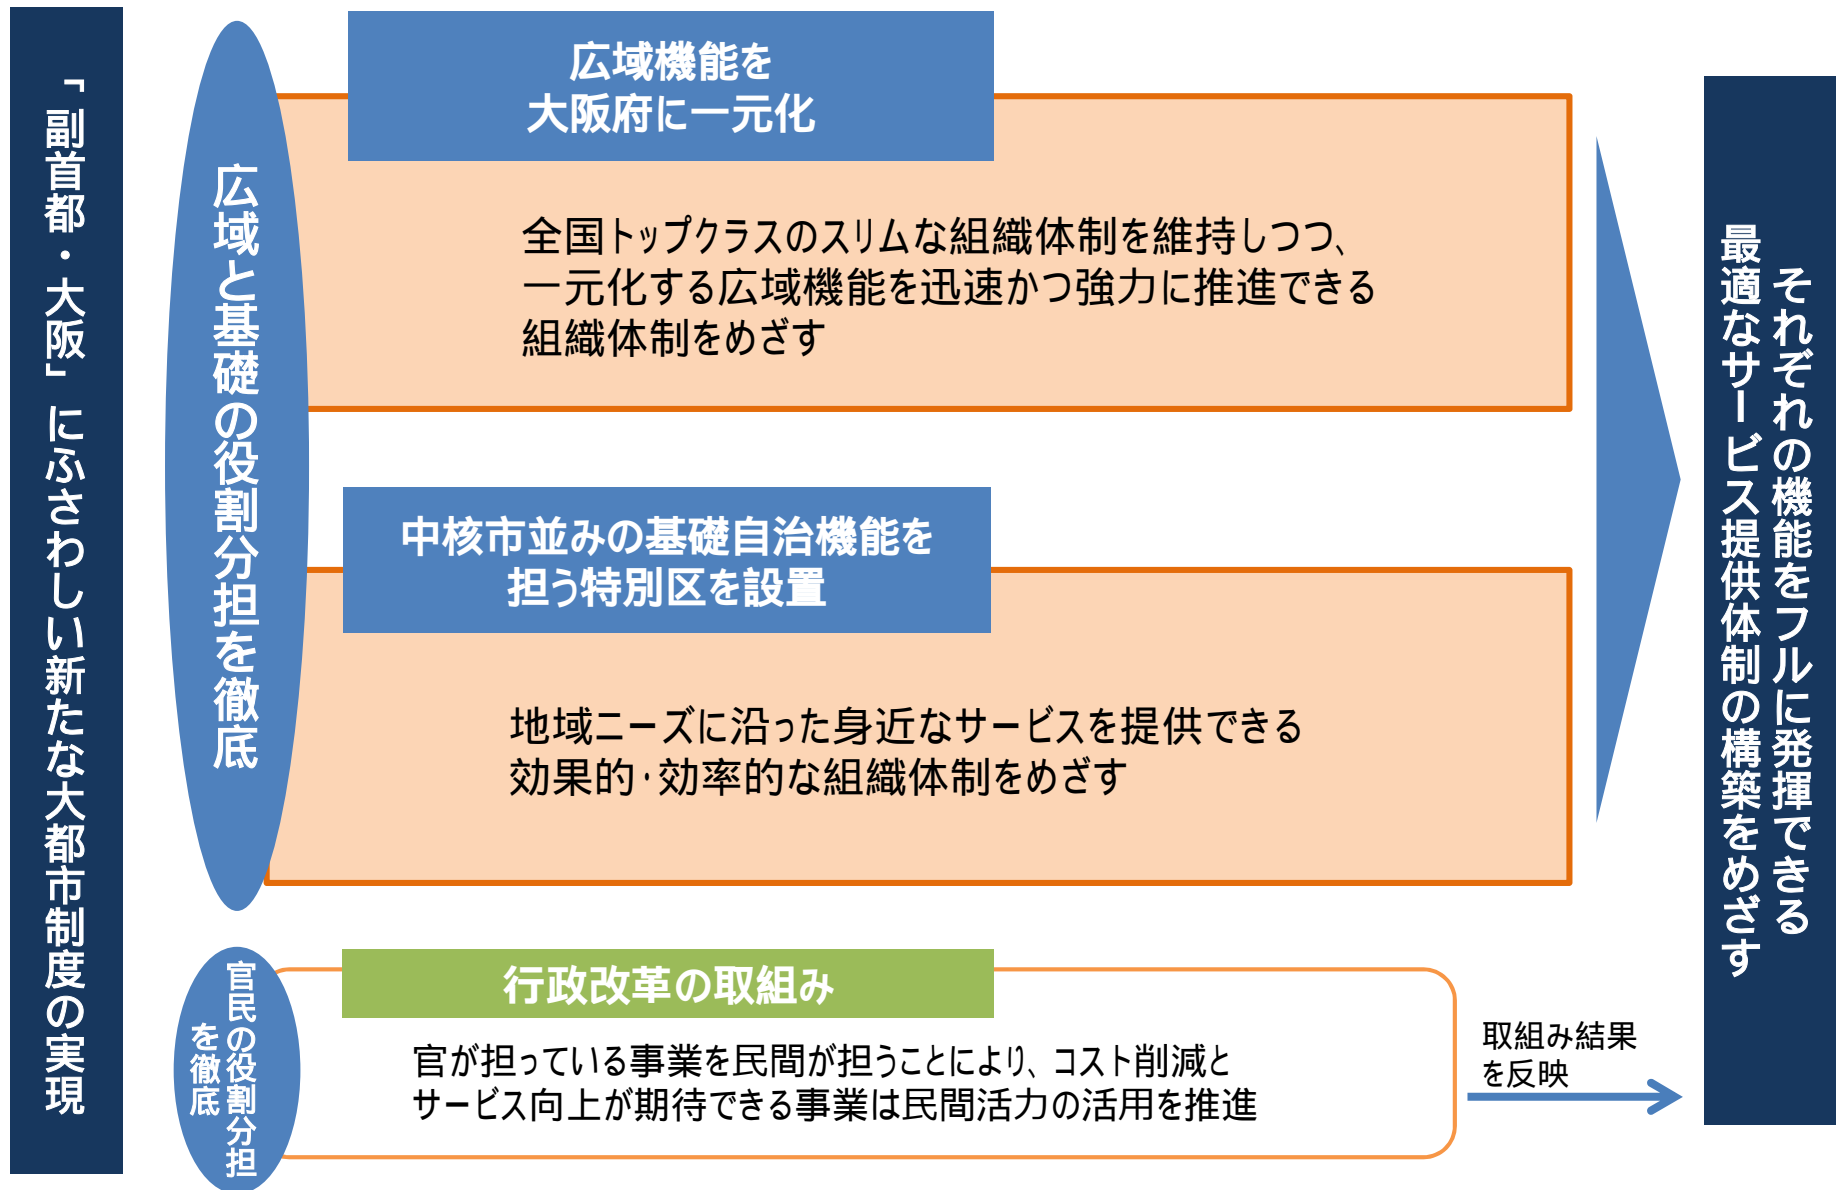 「副首都・大阪」にふさわしい新たな大都市制度の実現
広域と基礎の役割分担を徹底
広域機能を
大阪府に一元化
全国トップクラスのスリムな組織体制を維持しつつ、
一元化する広域機能を迅速かつ強力に推進できる
組織体制をめざす
中核市並みの基礎自治機能を
担う特別区を設置
地域ニーズに沿った身近なサービスを提供できる
効果的・効率的な組織体制をめざす
官民の役割分担
を徹底
行政改革の取組み
官が担っている事業を民間が担うことにより、コスト削減と
サービス向上が期待できる事業は民間活力の活用を推進
取組み結果
を反映
それぞれの機能をフルに発揮できる
最適なサービス提供体制の構築をめざす